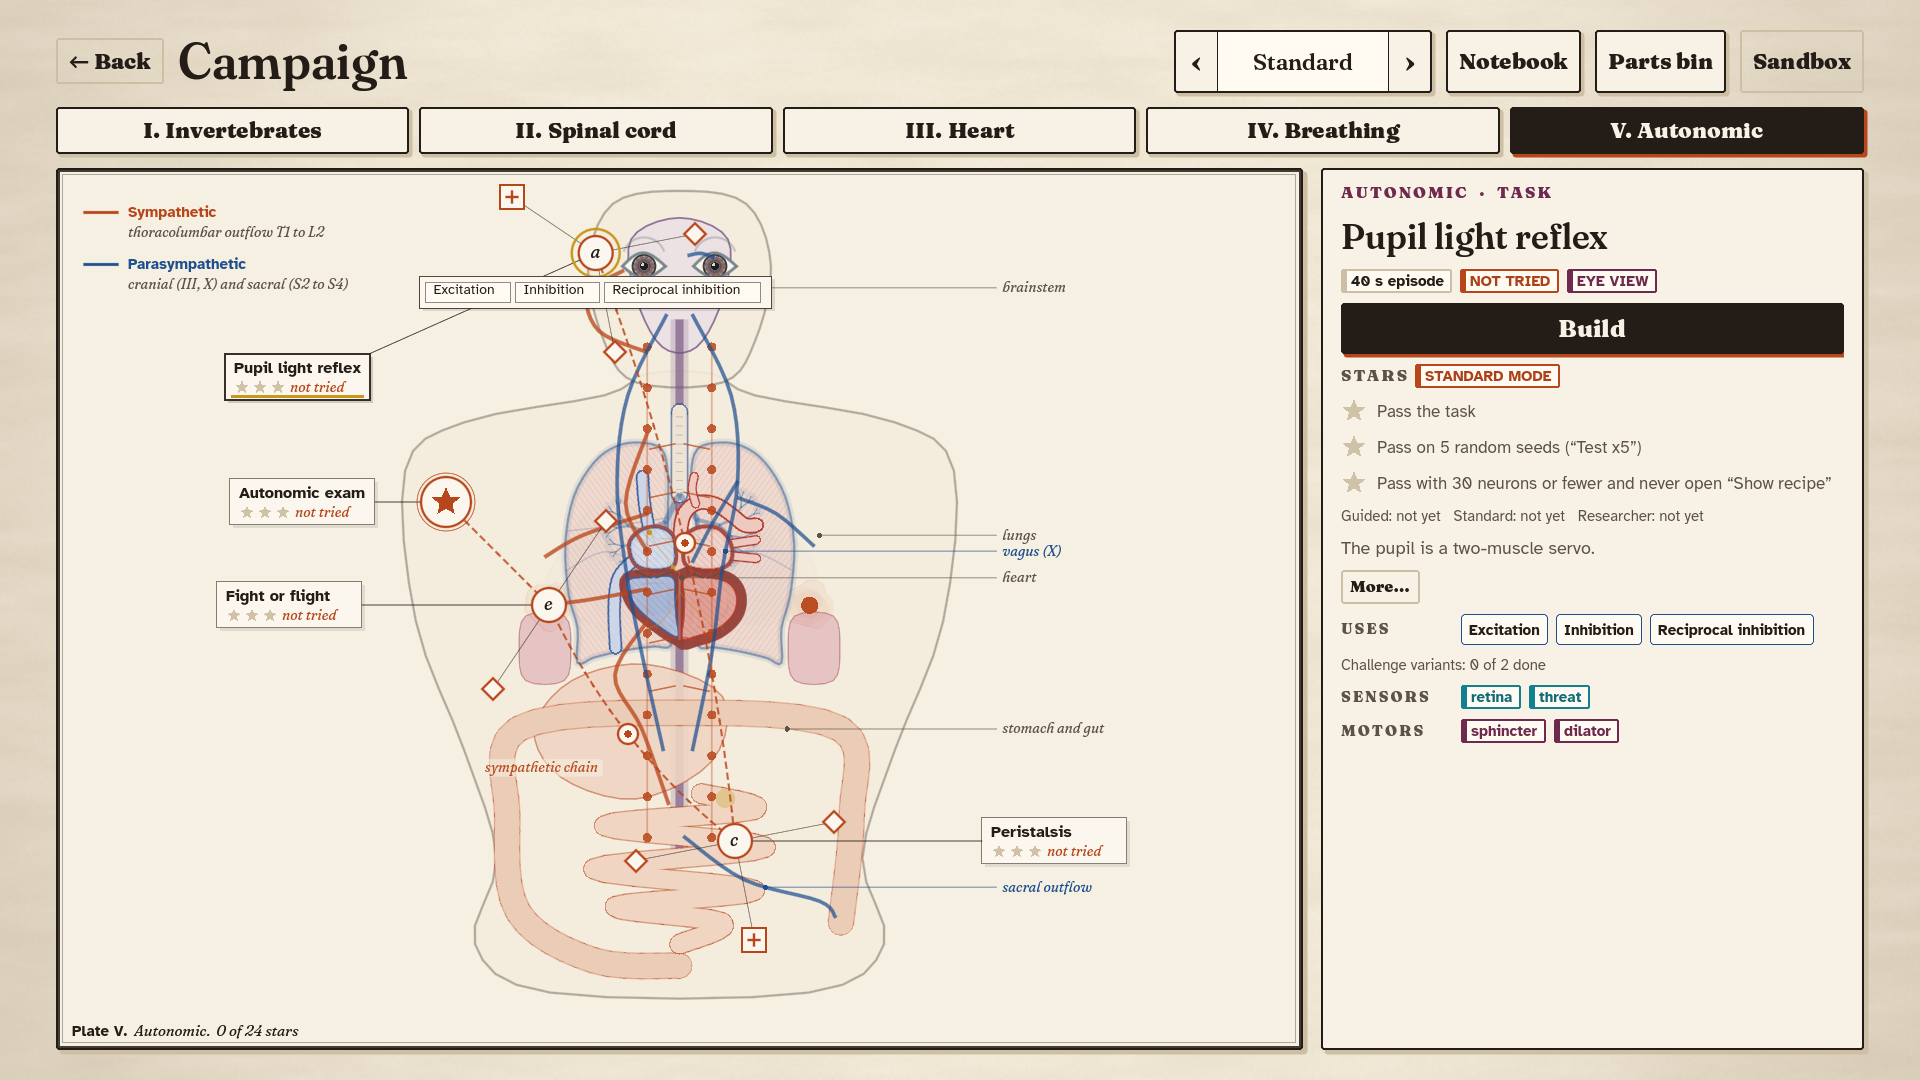 ← Back
Campaign
‹ Standard ›
Notebook
Parts bin
Sandbox
I. Invertebrates
II. Spinal cord
III. Heart
IV. Breathing
V. Autonomic
Sympathetic
thoracolumbar outflow T1 to L2
Parasympathetic
cranial (III, X) and sacral (S2 to S4)
a
Excitation
Inhibition
Reciprocal inhibition
brainstem
Pupil light reflex
not tried
Autonomic exam
not tried
lungs
vagus (X)
heart
Fight or flight
not tried
e
stomach and gut
sympathetic chain
Peristalsis
not tried
c
sacral outflow
Plate V. Autonomic. 0 of 24 stars
AUTONOMIC · TASK
Pupil light reflex
40 s episode
NOT TRIED
EYE VIEW
Build
STARS STANDARD MODE
Pass the task
Pass on 5 random seeds (“Test x5”)
Pass with 30 neurons or fewer and never open “Show recipe”
Guided: not yet Standard: not yet Researcher: not yet
The pupil is a two-muscle servo.
More...
USES Excitation Inhibition Reciprocal inhibition
Challenge variants: 0 of 2 done
SENSORS retina threat
MOTORS sphincter dilator